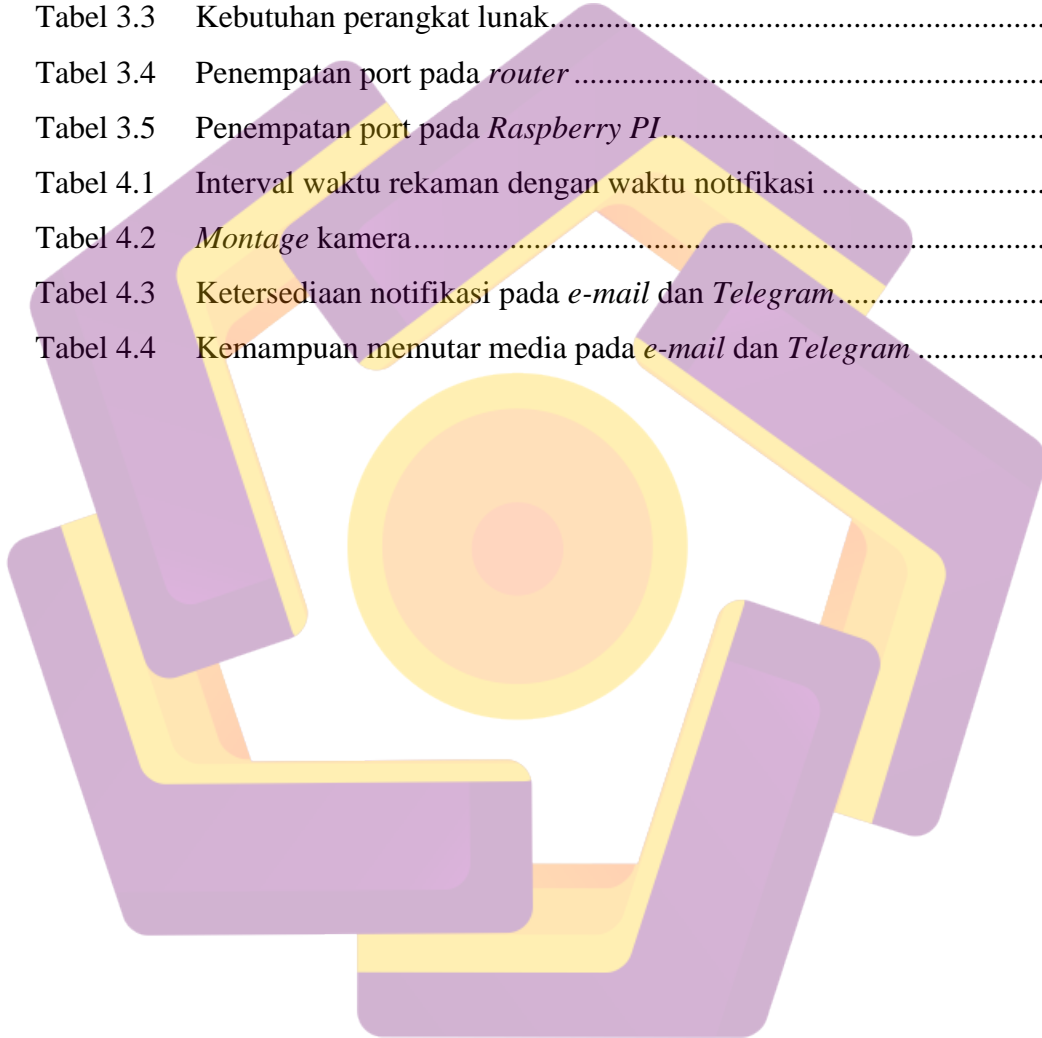 Tabel 3.3 Kebutuhan perangkat lunak...............................................................
Tabel 3.4 Penempatan port pada router ............................................................
Tabel 3.5 Penempatan port pada Raspberry PI.................................................
Tabel 4.1 Interval waktu rekaman dengan waktu notifikasi ............................
Tabel 4.2 Montage kamera................................................................................
Tabel 4.3 Ketersediaan notifikasi pada e-mail dan Telegram..........................
Tabel 4.4 Kemampuan memutar media pada e-mail dan Telegram ................